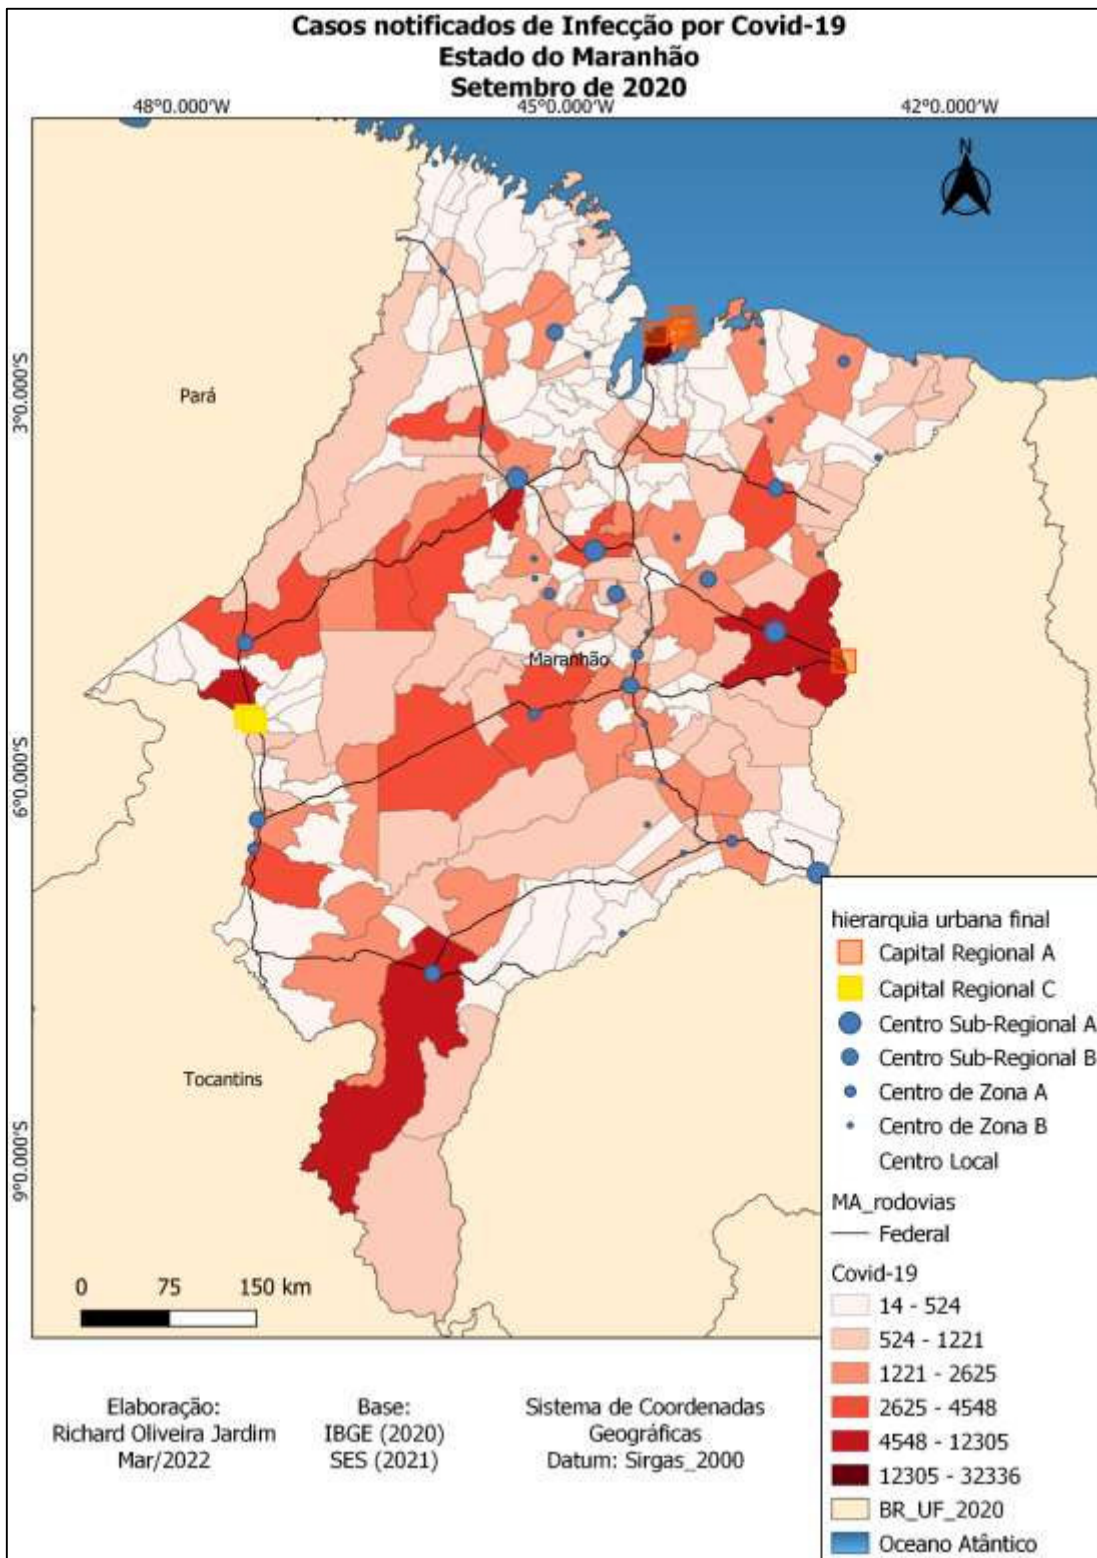 Casos notificados de Infecção por Covid-19
Estado do Maranhão
Setembro de 2020
48°0.000'W
45°0.000'W
42°0.000'W
N
3°0.000'S
Pará
Maranhão
6°0.000'S
Tocantins
9°0.000'S
0 75 150 km
hierarquia urbana final
Capital Regional A
Capital Regional C
Centro Sub-Regional A
Centro Sub-Regional B
Centro de Zona A
Centro de Zona B
Centro Local
MA_rodovias
Federal
Covid-19
14 - 524
524 - 1221
1221 - 2625
2625 - 4548
4548 - 12305
12305 - 32336
BR_UF_2020
Oceano Atântico
Elaboração:
Richard Oliveira Jardim
Mar/2022
Base:
IBGE (2020)
SES (2021)
Sistema de Coordenadas
Geográficas
Datum: Sirgas_2000